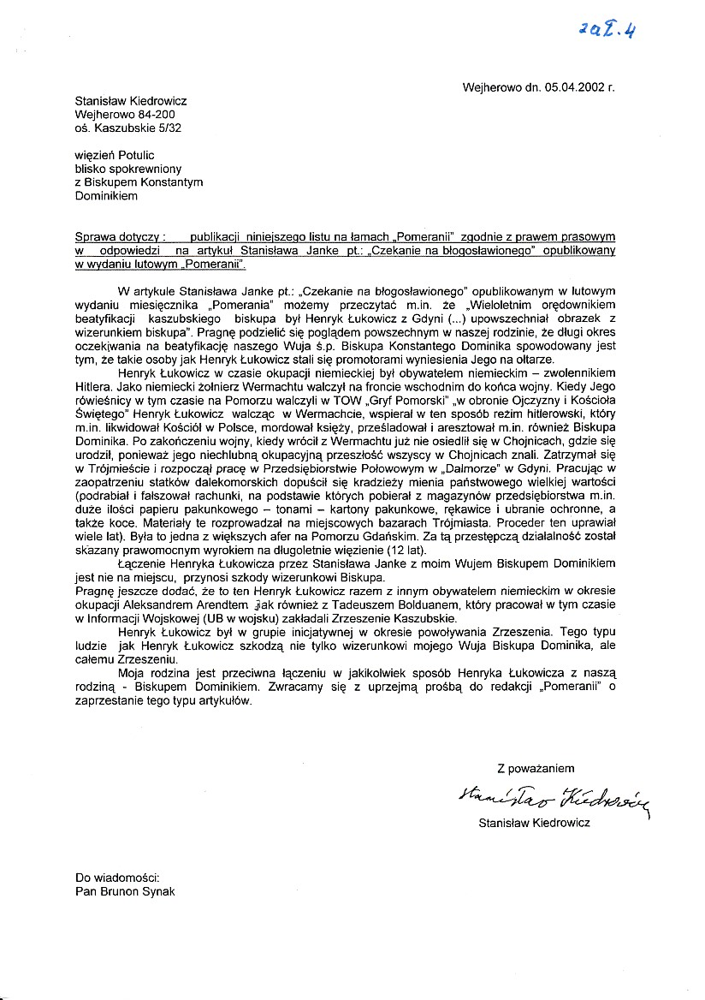 zał. 4
Wejherowo dn. 05.04.2002 r.
Stanisław Kiedrowicz
Wejherowo 84-200
oś. Kaszubskie 5/32
więzień Potulic
blisko spokrewniony
z Biskupem Konstantym
Dominikiem
Sprawa dotyczy : publikacji niniejszego listu na łamach „Pomeranii” zgodnie z prawem prasowym
w odpowiedzi na artykuł Stanisława Janke pt.: „Czekanie na błogosławionego” opublikowany
w wydaniu lutowym „Pomeranii”.
W artykule Stanisława Janke pt.: „Czekanie na błogosławionego” opublikowanym w lutowym
wydaniu miesięcznika „Pomerania” możemy przeczytać m.in. że „Wieloletnim orędownikiem
beatyfikacji kaszubskiego biskupa był Henryk Łukowicz z Gdyni (...) upowszechniał obrazek z
wizerunkiem biskupa”. Pragnę podzielić się poglądem powszechnym w naszej rodzinie, że długi okres
oczekiwania na beatyfikację naszego Wuja ś.p. Biskupa Konstantego Dominika spowodowany jest
tym, że takie osoby jak Henryk Łukowicz stali się promotorami wyniesienia Jego na ołtarze.
Henryk Łukowicz w czasie okupacji niemieckiej był obywatelem niemieckim – zwolennikiem
Hitlera. Jako niemiecki żołnierz Wermachtu walczył na froncie wschodnim do końca wojny. Kiedy Jego
rówieśnicy w tym czasie na Pomorzu walczyli w TOW „Gryf Pomorski” „w obronie Ojczyzny i Kościoła
Świętego” Henryk Łukowicz walcząc w Wermachcie, wspierał w ten sposób reżim hitlerowski, który
m.in. likwidował Kościół w Polsce, mordował księży, prześladował i aresztował m.in. również Biskupa
Dominika. Po zakończeniu wojny, kiedy wrócił z Wermachtu już nie osiedlił się w Chojnicach, gdzie się
urodził, ponieważ jego niechlubną okupacyjną przeszłość wszyscy w Chojnicach znali. Zatrzymał się
w Trójmieście i rozpoczął pracę w Przedsiębiorstwie Połowowym w „Dalmorze” w Gdyni. Pracując w
zaopatrzeniu statków dalekomorskich dopuścił się kradzieży mienia państwowego wielkiej wartości
(podrabiał i fałszował rachunki, na podstawie których pobierał z magazynów przedsiębiorstwa m.in.
duże ilości papieru pakunkowego – tonami – kartony pakunkowe, rękawice i ubranie ochronne, a
także koce. Materiały te rozprowadzał na miejscowych bazarach Trójmiasta. Proceder ten uprawiał
wiele lat). Była to jedna z większych afer na Pomorzu Gdańskim. Za tą przestępczą działalność został
skazany prawomocnym wyrokiem na długoletnie więzienie (12 lat).
Łączenie Henryka Łukowicza przez Stanisława Janke z moim Wujem Biskupem Dominikiem
jest nie na miejscu, przynosi szkody wizerunkowi Biskupa.
Pragnę jeszcze dodać, że to ten Henryk Łukowicz razem z innym obywatelem niemieckim w okresie
okupacji Aleksandrem Arendtem jak również z Tadeuszem Bolduanem, który pracował w tym czasie
w Informacji Wojskowej (UB w wojsku) zakładali Zrzeszenie Kaszubskie.
Henryk Łukowicz był w grupie inicjatywnej w okresie powoływania Zrzeszenia. Tego typu
ludzie jak Henryk Łukowicz szkodzą nie tylko wizerunkowi mojego Wuja Biskupa Dominika, ale
całemu Zrzeszeniu.
Moja rodzina jest przeciwna łączeniu w jakikolwiek sposób Henryka Łukowicza z naszą
rodziną - Biskupem Dominikiem. Zwracamy się z uprzejmą prośbą do redakcji „Pomeranii” o
zaprzestanie tego typu artykułów.
Z poważaniem
Stanisław Kiedrowicz
Stanisław Kiedrowicz
Do wiadomości:
Pan Brunon Synak